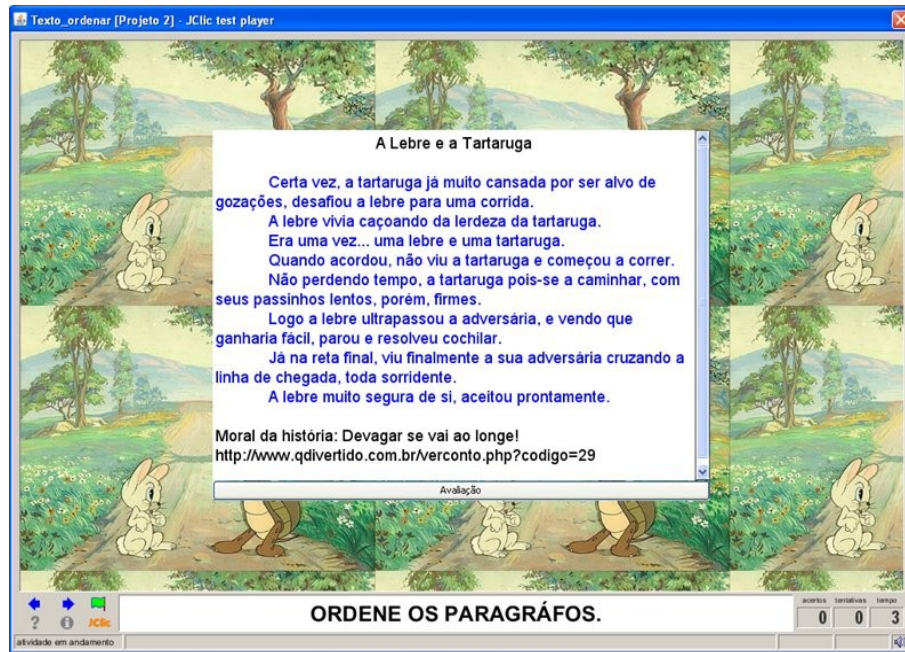 Texto_ordenar [Projeto 2] - JClic test player
A Lebre e a Tartaruga
Certa vez, a tartaruga já muito cansada por ser alvo de
gozações, desafiou a lebre para uma corrida.
A lebre vivia caçoando da lerdeza da tartaruga.
Era uma vez... uma lebre e uma tartaruga.
Quando acordou, não viu a tartaruga e começou a correr.
Não perdendo tempo, a tartaruga pois-se a caminhar, com
seus passinhos lentos, porém, firmes.
Logo a lebre ultrapassou a adversária, e vendo que
ganharia fácil, parou e resolveu cochilar.
Já na reta final, viu finalmente a sua adversária cruzando a
linha de chegada, toda sorridente.
A lebre muito segura de si, aceitou prontamente.
Moral da história: Devagar se vai ao longe!
http://www.qdivertido.com.br/verconto.php?codigo=29
Avaliação
JClic
ORDENE OS PARAGRÁFOS.
acertos tentativas tempo
0 0 3
atividade em andamento